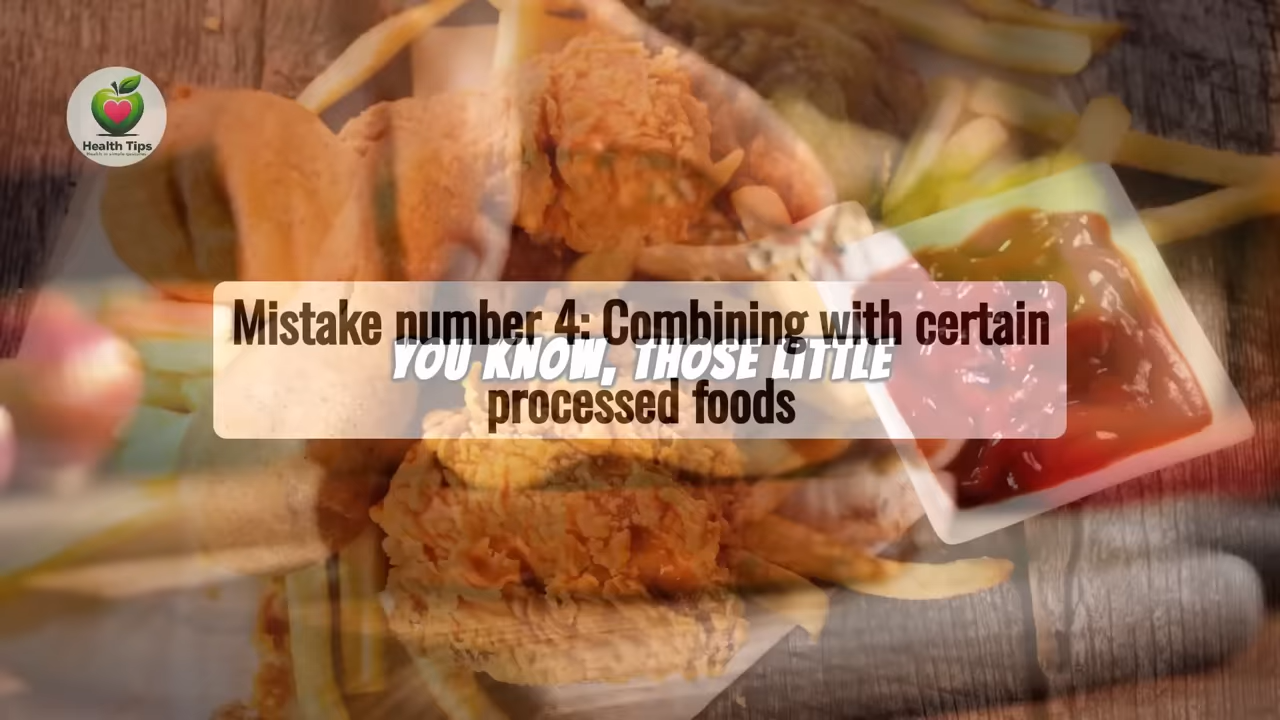 Health Tips
Mistake number 4: Combining with certain
YOU KNOW, THOSE LITTLE
processed foods